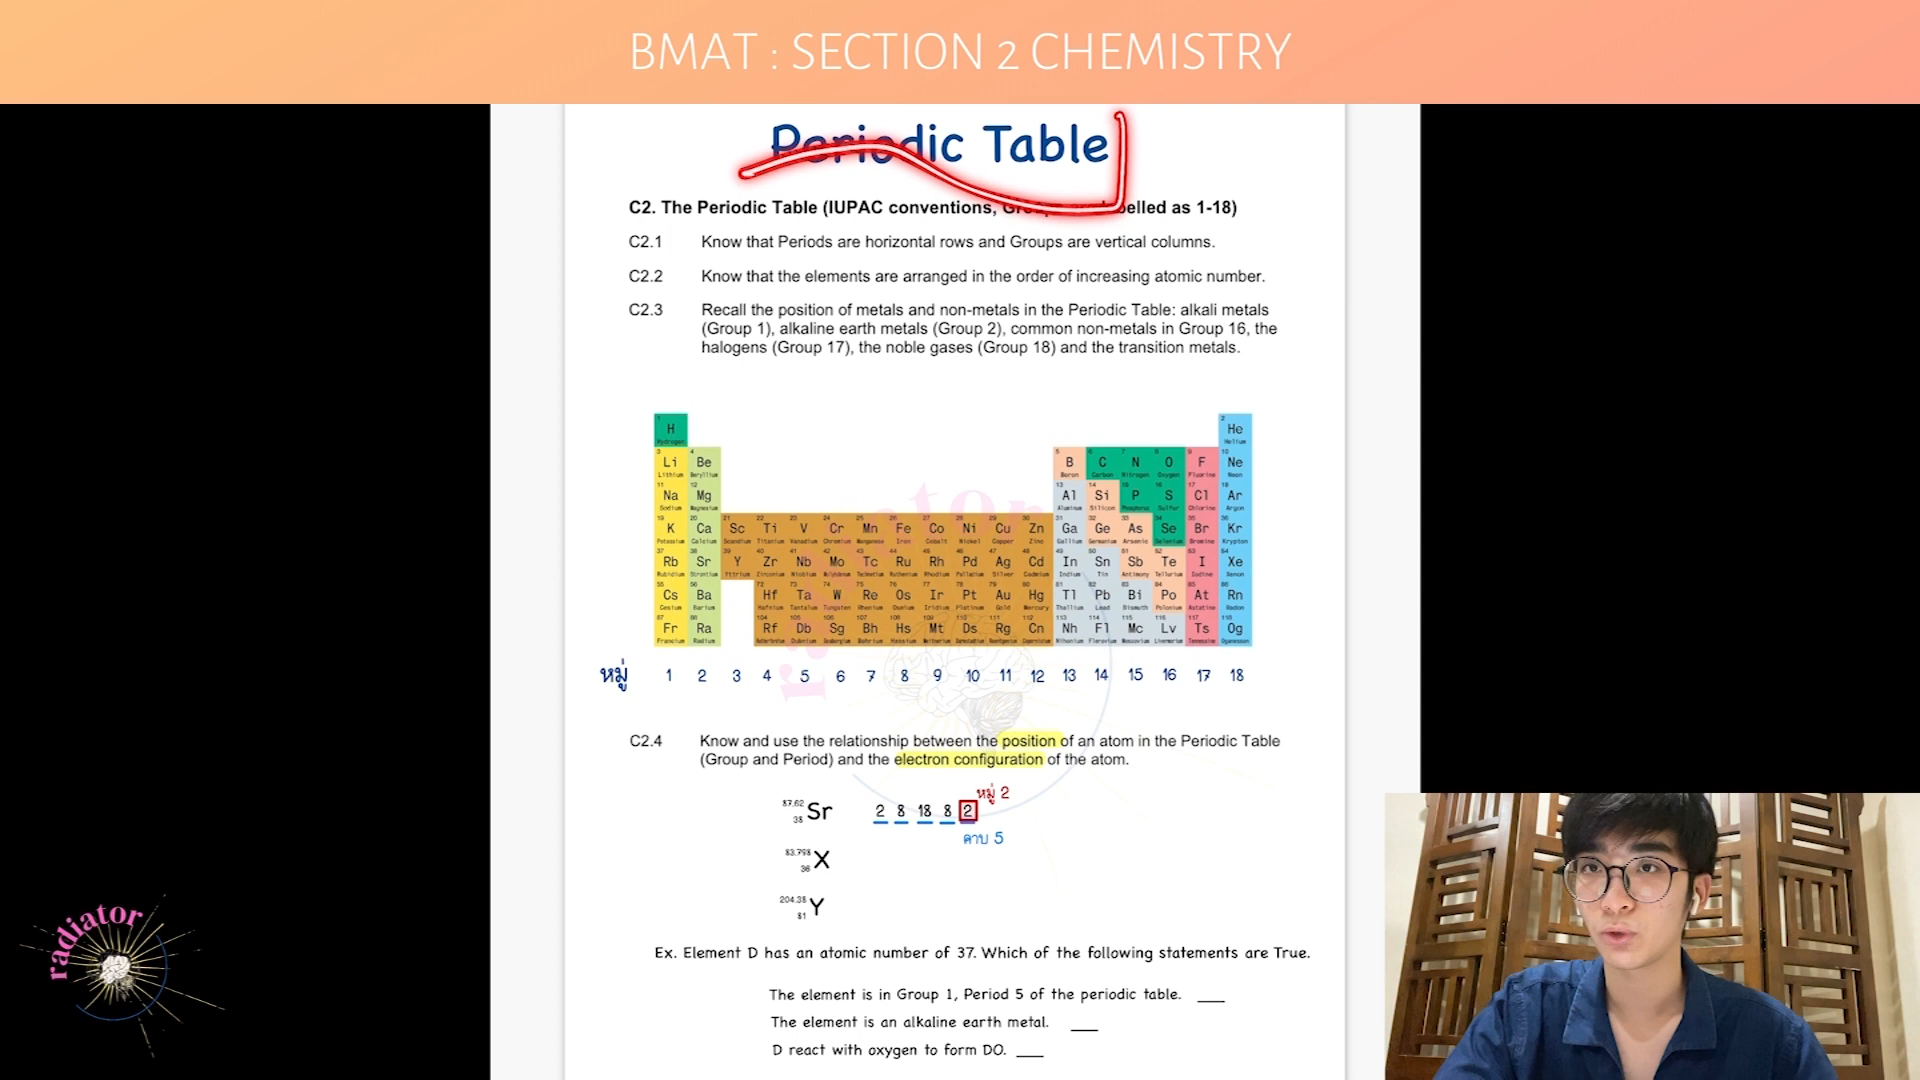 BMAT : SECTION 2 CHEMISTRY
Periodic Table
C2. The Periodic Table (IUPAC conventions, labelled as 1-18)
C2.1 Know that Periods are horizontal rows and Groups are vertical columns.
C2.2 Know that the elements are arranged in the order of increasing atomic number.
C2.3 Recall the position of metals and non-metals in the Periodic Table: alkali metals
(Group 1), alkaline earth metals (Group 2), common non-metals in Group 16, the
halogens (Group 17), the noble gases (Group 18) and the transition metals.
H He
Li Be B C N O F Ne
Na Mg Al Si P S Cl Ar
K Ca Sc Ti V Cr Mn Fe Co Ni Cu Zn Ga Ge As Se Br Kr
Rb Sr Y Zr Nb Mo Tc Ru Rh Pd Ag Cd In Sn Sb Te I Xe
Cs Ba Hf Ta W Re Os Ir Pt Au Hg Tl Pb Bi Po At Rn
Fr Ra Rf Db Sg Bh Hs Mt Ds Rg Cn Nh Fl Mc Lv Ts Og
หมู่ 1 2 3 4 5 6 7 8 9 10 11 12 13 14 15 16 17 18
C2.4 Know and use the relationship between the position of an atom in the Periodic Table
(Group and Period) and the electron configuration of the atom.
หมู่ 2
87.62 38 Sr 2 8 18 8 2
คาบ 5
83.798 36 X
204.38 81 Y
Ex. Element D has an atomic number of 37. Which of the following statements are True.
The element is in Group 1, Period 5 of the periodic table. ___
The element is an alkaline earth metal. ___
D react with oxygen to form DO. ___
radiator